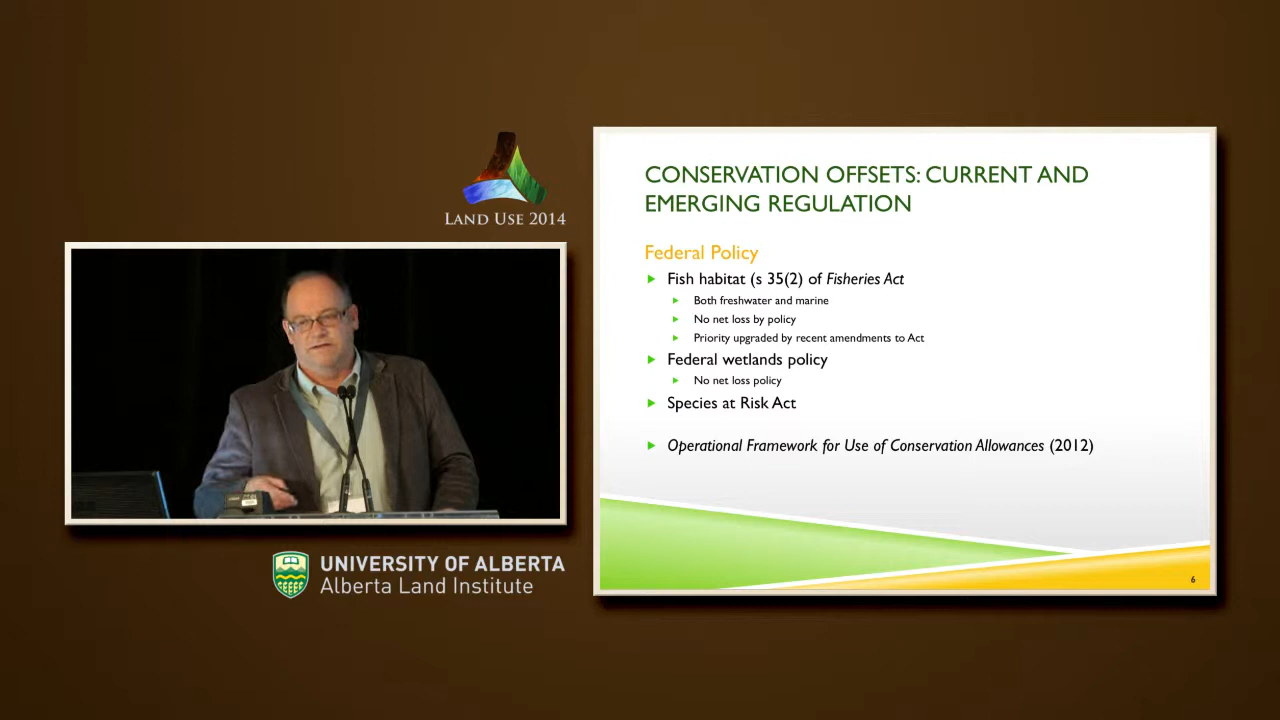 LAND USE 2014
UNIVERSITY OF ALBERTA
Alberta Land Institute
CONSERVATION OFFSETS: CURRENT AND
EMERGING REGULATION
Federal Policy
Fish habitat (s 35(2) of Fisheries Act
Both freshwater and marine
No net loss by policy
Priority upgraded by recent amendments to Act
Federal wetlands policy
No net loss policy
Species at Risk Act
Operational Framework for Use of Conservation Allowances (2012)
6